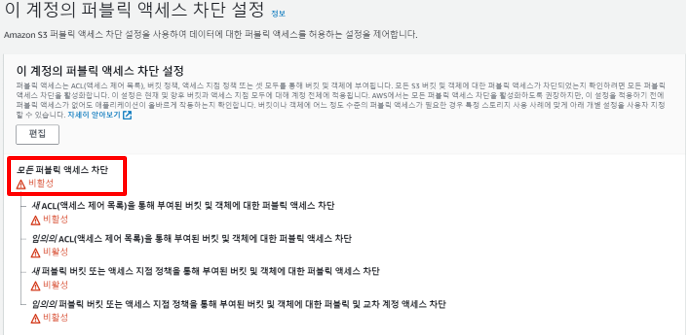 이 계정의 퍼블릭 액세스 차단 설정 정보
Amazon S3 퍼블릭 액세스 차단 설정을 사용하여 데이터에 대한 퍼블릭 액세스를 허용하는 설정을 제어합니다.
이 계정의 퍼블릭 액세스 차단 설정
퍼블릭 액세스는 ACL(액세스 제어 목록), 버킷 정책, 액세스 지점 정책 또는 셋 모두를 통해 버킷 및 객체에 부여됩니다. 모든 S3 버킷 및 객체에 대한 퍼블릭 액세스가 차단되었는지 확인하려면 모든 퍼블릭
액세스 차단을 활성화합니다. 이 설정은 현재 및 향후 버킷과 액세스 지점 모두에 대해 계정 전체에 적용됩니다. AWS에서는 모든 퍼블릭 액세스 차단을 활성화하도록 권장하지만, 이 설정을 적용하기 전에
퍼블릭 액세스가 없어도 애플리케이션이 올바르게 작동하는지 확인합니다. 버킷이나 객체에 어느 정도 수준의 퍼블릭 액세스가 필요한 경우 특정 스토리지 사용 사례에 맞게 아래 개별 설정을 사용자 지정
할 수 있습니다. 자세히 알아보기
편집
모든 퍼블릭 액세스 차단
비활성
새 ACL(액세스 제어 목록)을 통해 부여된 버킷 및 객체에 대한 퍼블릭 액세스 차단
비활성
임의의 ACL(액세스 제어 목록)을 통해 부여된 버킷 및 객체에 대한 퍼블릭 액세스 차단
비활성
새 퍼블릭 버킷 또는 액세스 지점 정책을 통해 부여된 버킷 및 객체에 대한 퍼블릭 액세스 차단
비활성
임의의 퍼블릭 버킷 또는 액세스 지점 정책을 통해 부여된 버킷 및 객체에 대한 퍼블릭 및 교차 계정 액세스 차단
비활성